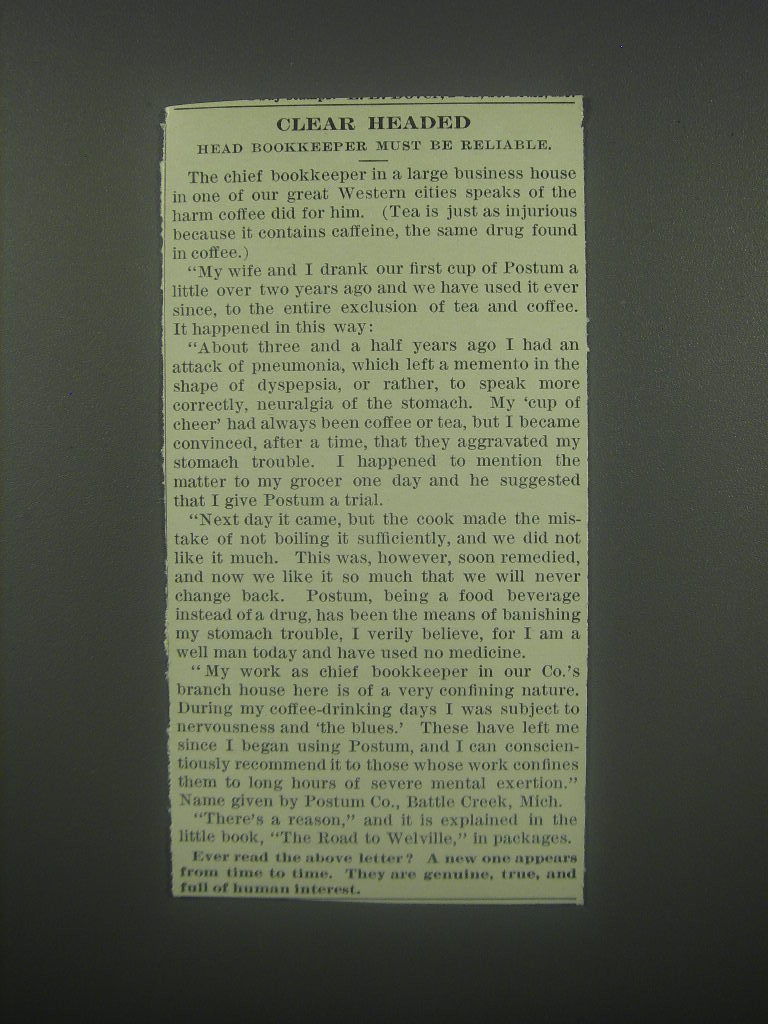 CLEAR HEADED
HEAD BOOKKEEPER MUST BE RELIABLE.
The chief bookkeeper in a large business house
in one of our great Western cities speaks of the
harm coffee did for him. (Tea is just as injurious
because it contains caffeine, the same drug found
in coffee.)
"My wife and I drank our first cup of Postum a
little over two years ago and we have used it ever
since, to the entire exclusion of tea and coffee.
It happened in this way:
"About three and a half years ago I had an
attack of pneumonia, which left a memento in the
shape of dyspepsia, or rather, to speak more
correctly, neuralgia of the stomach. My 'cup of
cheer' had always been coffee or tea, but I became
convinced, after a time, that they aggravated my
stomach trouble. I happened to mention the
matter to my grocer one day and he suggested
that I give Postum a trial.
"Next day it came, but the cook made the mis-
take of not boiling it sufficiently, and we did not
like it much. This was, however, soon remedied,
and now we like it so much that we will never
change back. Postum, being a food beverage
instead of a drug, has been the means of banishing
my stomach trouble, I verily believe, for I am a
well man today and have used no medicine.
"My work as chief bookkeeper in our Co.'s
branch house here is of a very confining nature.
During my coffee-drinking days I was subject to
nervousness and 'the blues.' These have left me
since I began using Postum, and I can conscien-
tiously recommend it to those whose work confines
them to long hours of severe mental exertion."
Name given by Postum Co., Battle Creek, Mich.
"There's a reason," and it is explained in the
little book, "The Road to Wellville," in packages.
Ever read the above letter? A new one appears
from time to time. They are genuine, true, and
full of human interest.